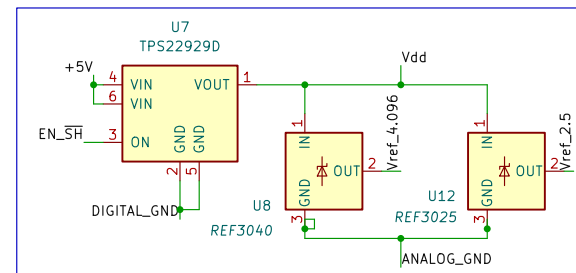 U7
TPS22929D
+5V
4 VIN VOUT 1
6 VIN
EN_SH 3 ON
GND GND
2 5
DIGITAL_GND
Vdd
1 IN
OUT 2 Vref_4.096
GND
3
U8
REF3040
1 IN
OUT 2 Vref_2.5
GND
3
U12
REF3025
ANALOG_GND